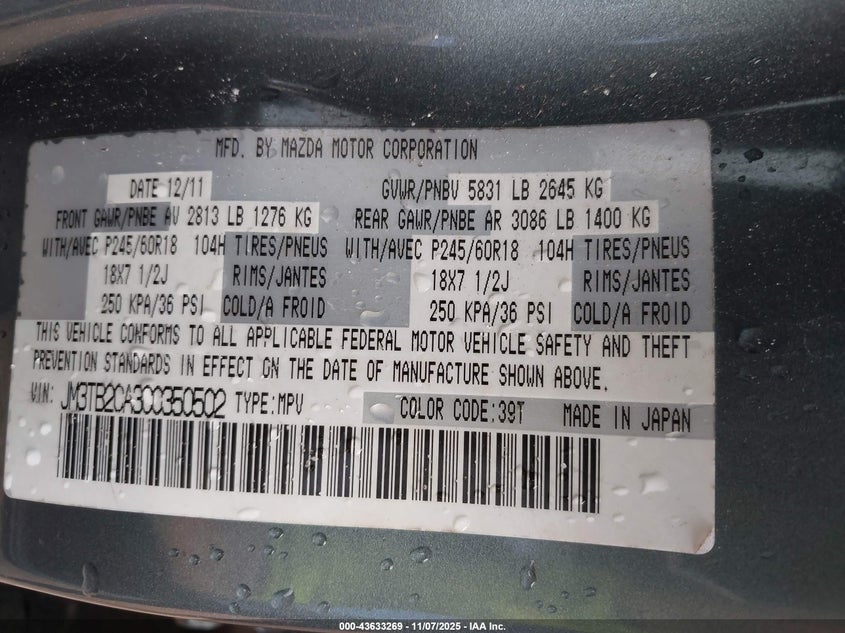 MFD. BY MAZDA MOTOR CORPORATION
DATE 12/11 GVWR/PNBV 5831 LB 2645 KG
FRONT GAWR/PNBE AV 2813 LB 1276 KG REAR GAWR/PNBE AR 3086 LB 1400 KG
WITH/AVEC P245/60R18 104H TIRES/PNEUS WITH/AVEC P245/60R18 104H TIRES/PNEUS
18X7 1/2J RIMS/JANTES 18X7 1/2J RIMS/JANTES
250 KPA/36 PSI COLD/A FROID 250 KPA/36 PSI COLD/A FROID
THIS VEHICLE CONFORMS TO ALL APPLICABLE FEDERAL MOTOR VEHICLE SAFETY AND THEFT
PREVENTION STANDARDS IN EFFECT ON THE DATE OF MANUFACTURE SHOWN ABOVE.
VIN: JM3TB2CA3C0350502 TYPE:MPV COLOR CODE:39T MADE IN JAPAN
000-43633269 - 11/07/2025 - IAA Inc.